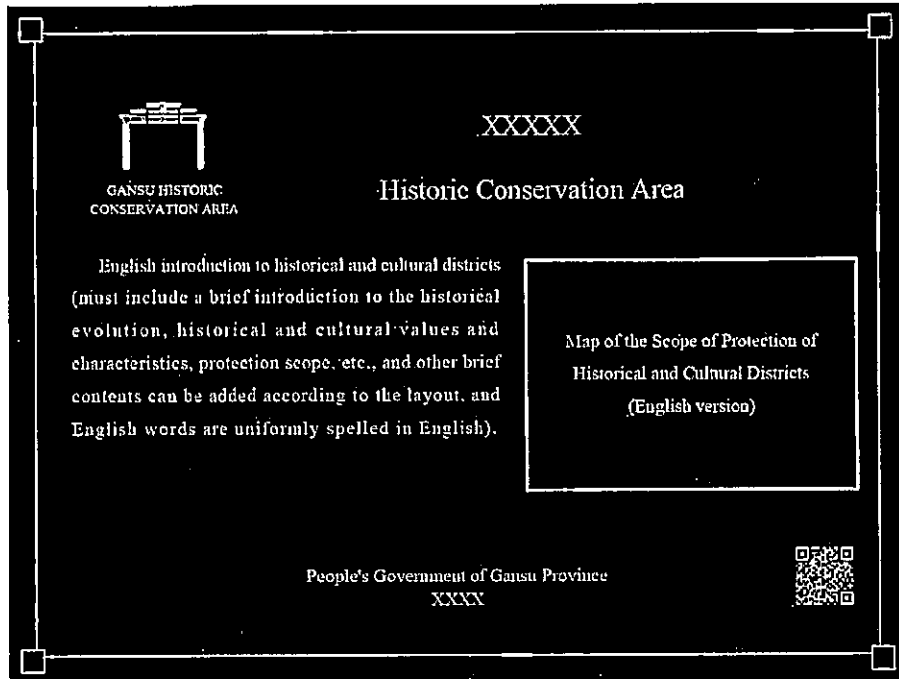 XXXXX
GANSU HISTORIC
CONSERVATION AREA
Historic Conservation Area
English introduction to historical and cultural districts
(must include a brief introduction to the historical
evolution, historical and cultural values and
characteristics, protection scope, etc., and other brief
contents can be added according to the layout, and
English words are uniformly spelled in English).
Map of the Scope of Protection of
Historical and Cultural Districts
(English version)
People's Government of Gansu Province
XXXX